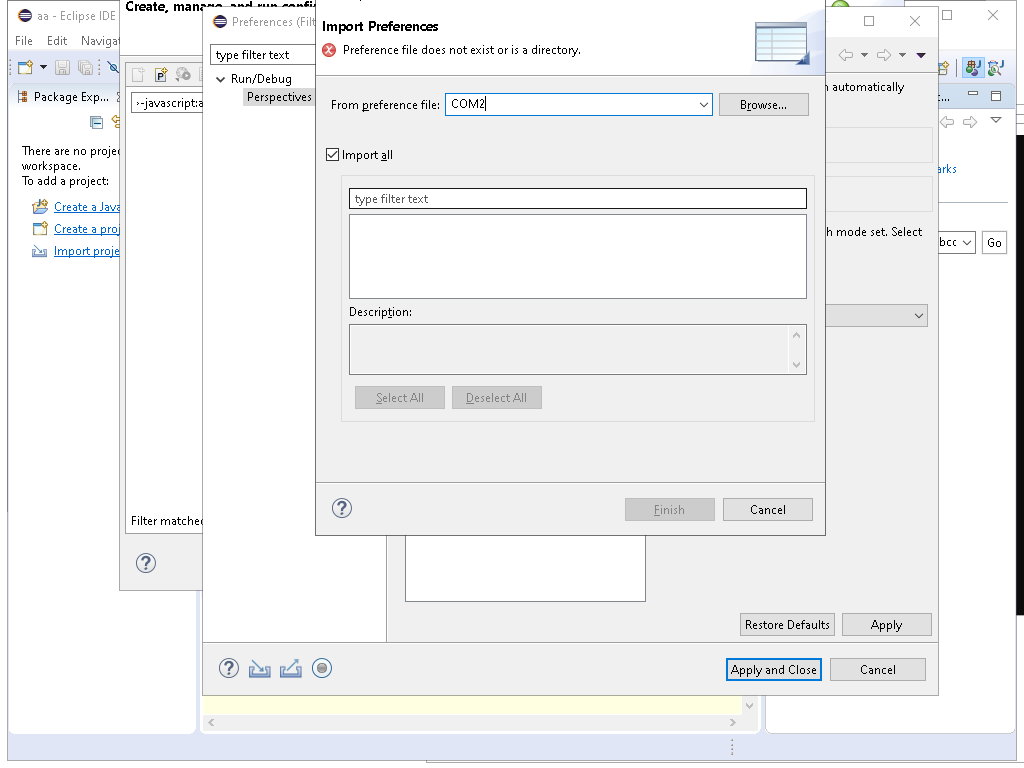 aa - Eclipse IDE
File Edit Navigat
Package Exp...
There are no projec
workspace.
To add a project:
Create a Java
Create a proj
Import proje
Create, manage, and run config
>-javascript:a
Filter matched
Preferences (Filt
type filter text
Run/Debug
Perspectives
Import Preferences
Preference file does not exist or is a directory.
From preference file: COM2 Browse...
Import all
type filter text
Description:
Select All Deselect All
Finish Cancel
n automatically
h mode set. Select
Restore Defaults Apply
Apply and Close Cancel
t...
arks
bcc Go